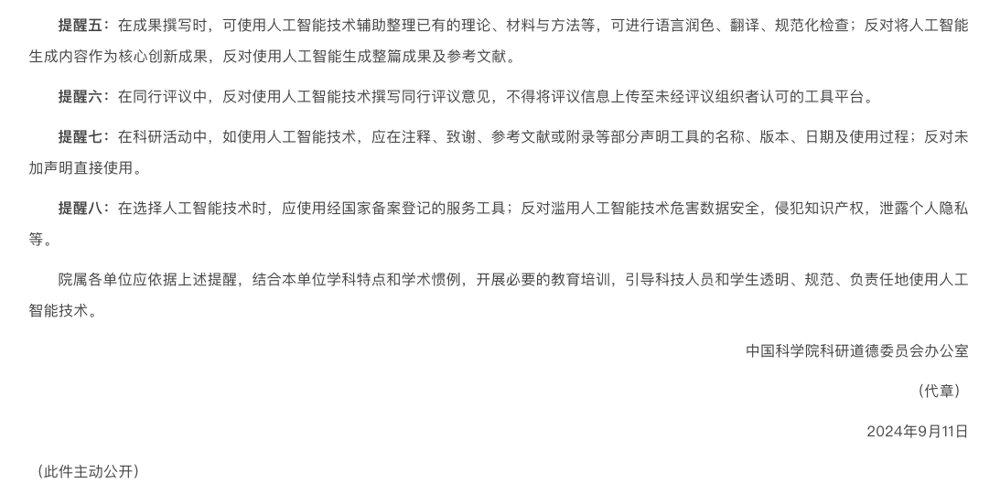 提醒五：在成果撰写时，可使用人工智能技术辅助整理已有的理论、材料与方法等，可进行语言润色、翻译、规范化检查；反对将人工智能
生成内容作为核心创新成果，反对使用人工智能生成整篇成果及参考文献。
提醒六：在同行评议中，反对使用人工智能技术撰写同行评议意见，不得将评议信息上传至未经评议组织者认可的工具平台。
提醒七：在科研活动中，如使用人工智能技术，应在注释、致谢、参考文献或附录等部分声明工具的名称、版本、日期及使用过程；反对未
加声明直接使用。
提醒八：在选择人工智能技术时，应使用经国家备案登记的服务工具；反对滥用人工智能技术危害数据安全，侵犯知识产权，泄露个人隐私
等。
院属各单位应依据上述提醒，结合本单位学科特点和学术惯例，开展必要的教育培训，引导科技人员和学生透明、规范、负责任地使用人工
智能技术。
中国科学院科研道德委员会办公室
（代章）
2024年9月11日
（此件主动公开）